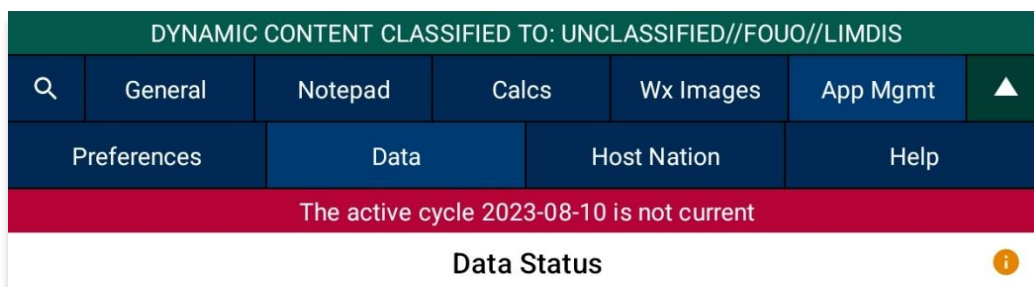 DYNAMIC CONTENT CLASSIFIED TO: UNCLASSIFIED//FOUO//LIMDIS
General Notepad Calcs Wx Images App Mgmt
Preferences Data Host Nation Help
The active cycle 2023-08-10 is not current
Data Status